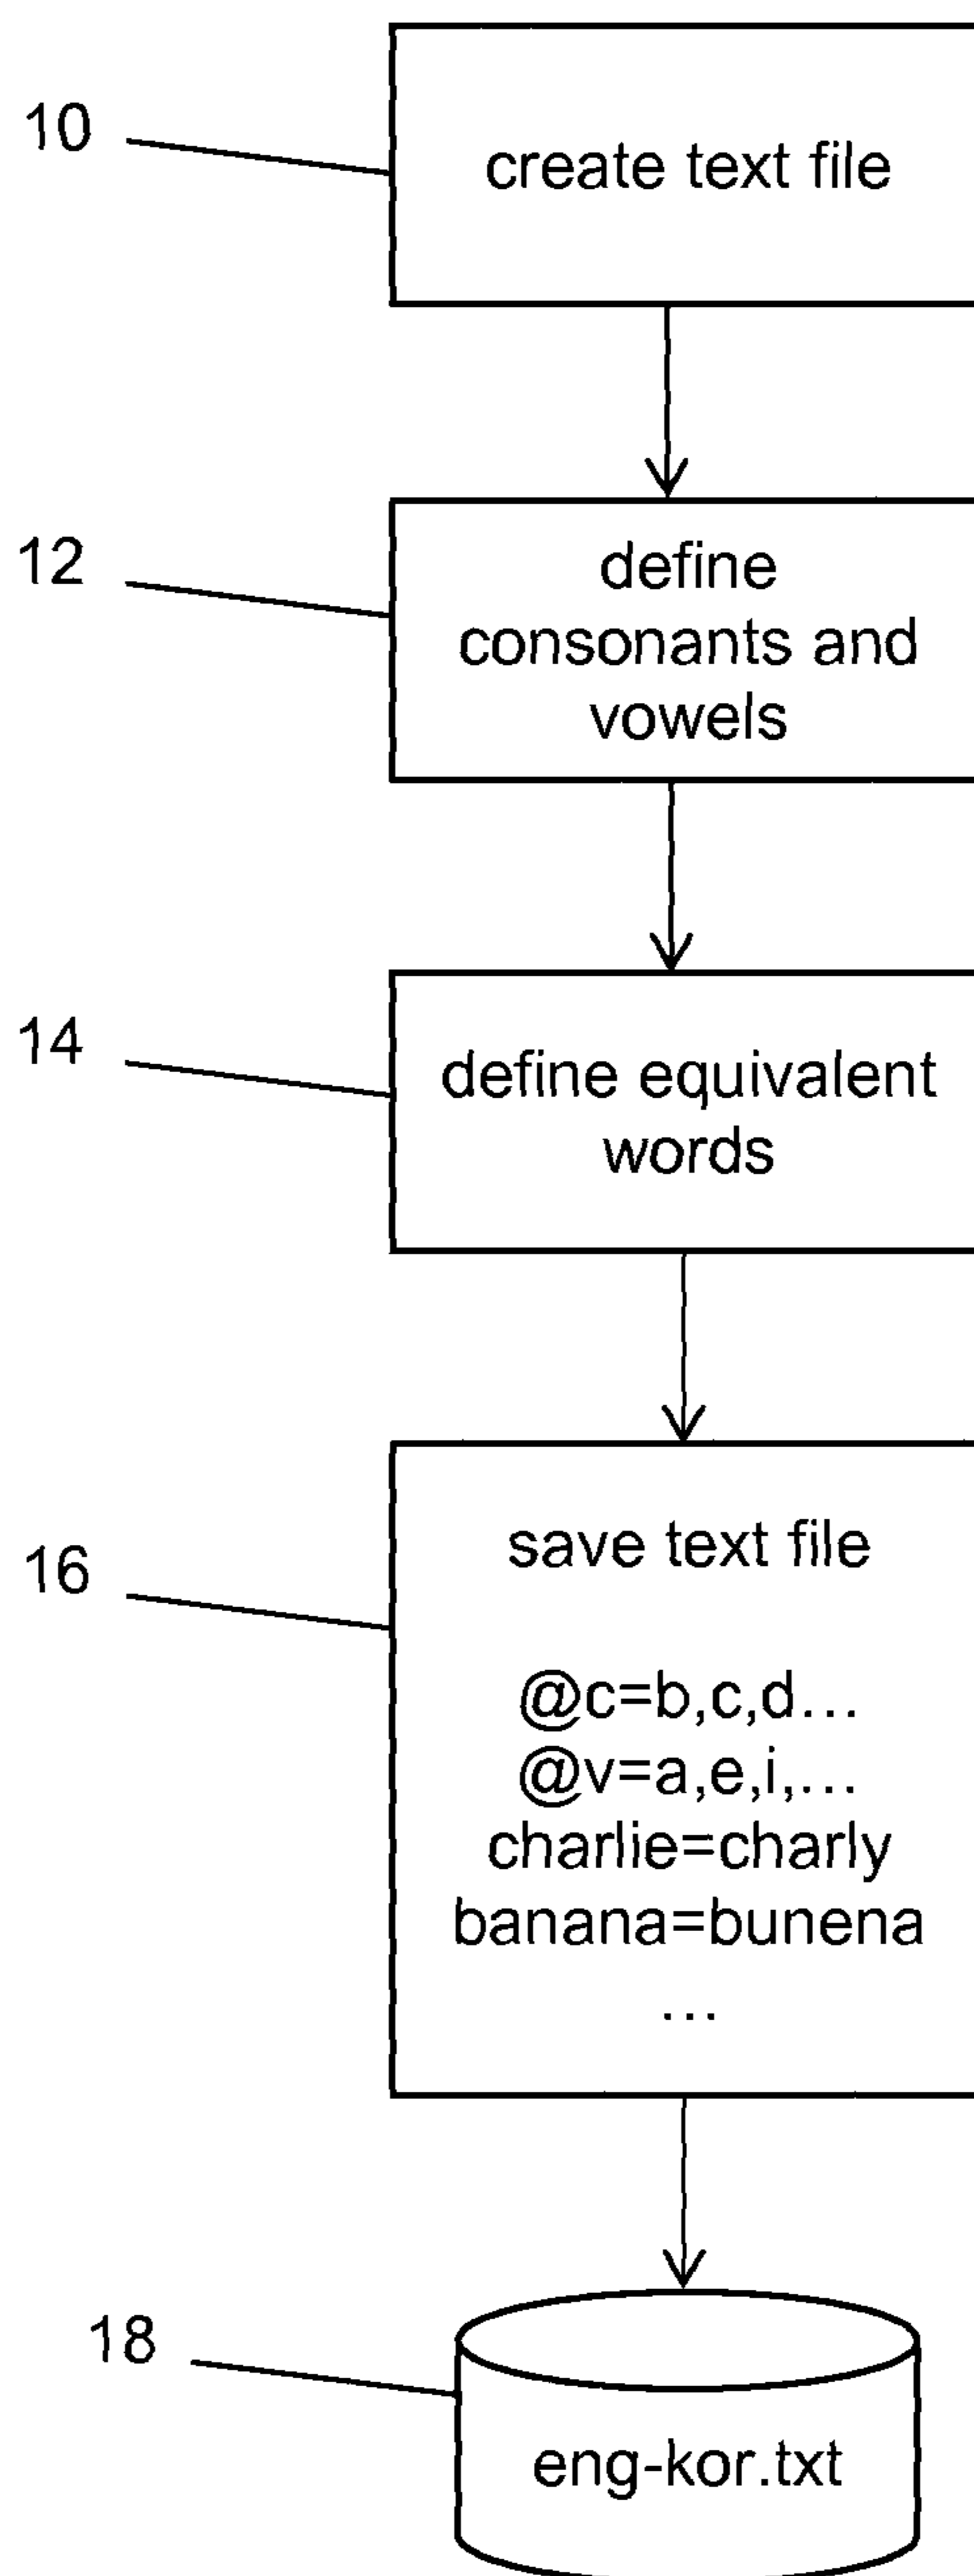 10
create text file
12
define
consonants and
vowels
14
define equivalent
words
16
save text file
@c=b,c,d...
@v=a,e,i,...
charlie=charly
banana=bunena
...
18
eng-kor.txt